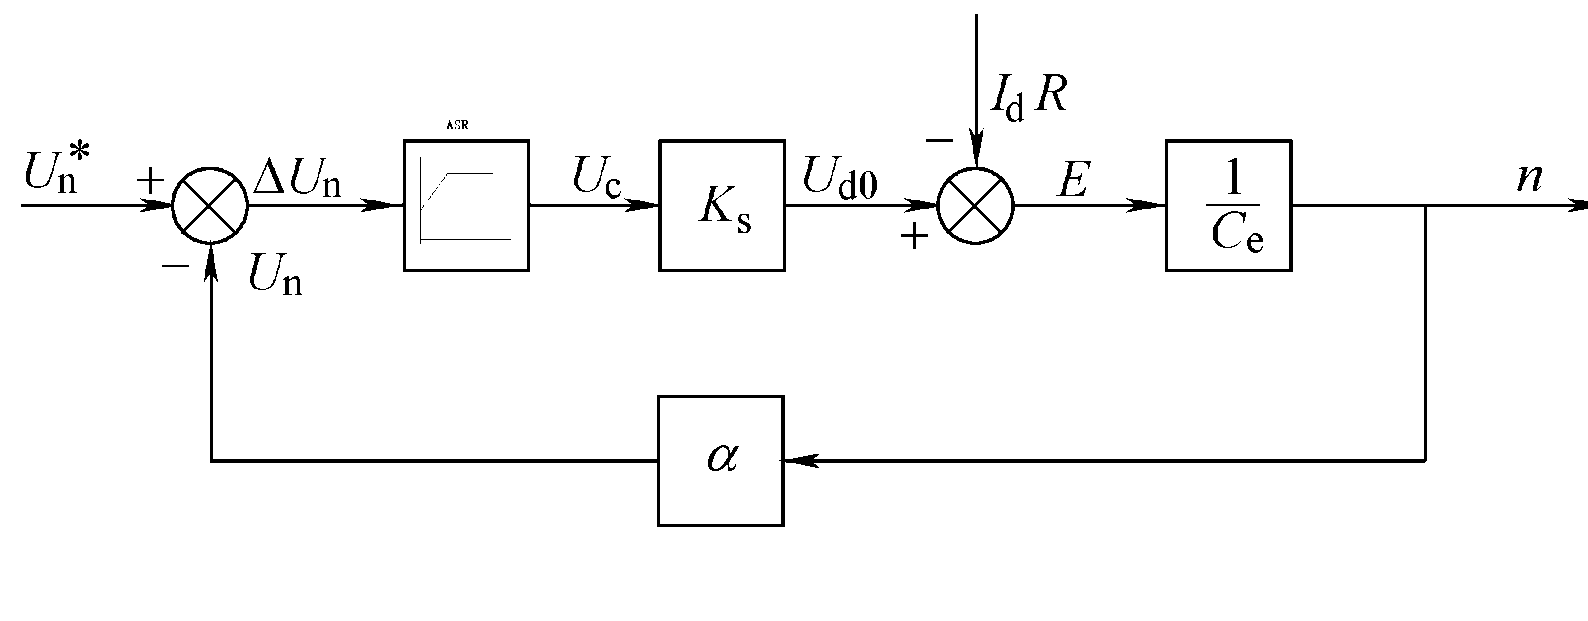 ASR
I_d R
U_n^* + ΔU_n U_c K_s U_d0 − E 1/C_e n
− U_n +
α